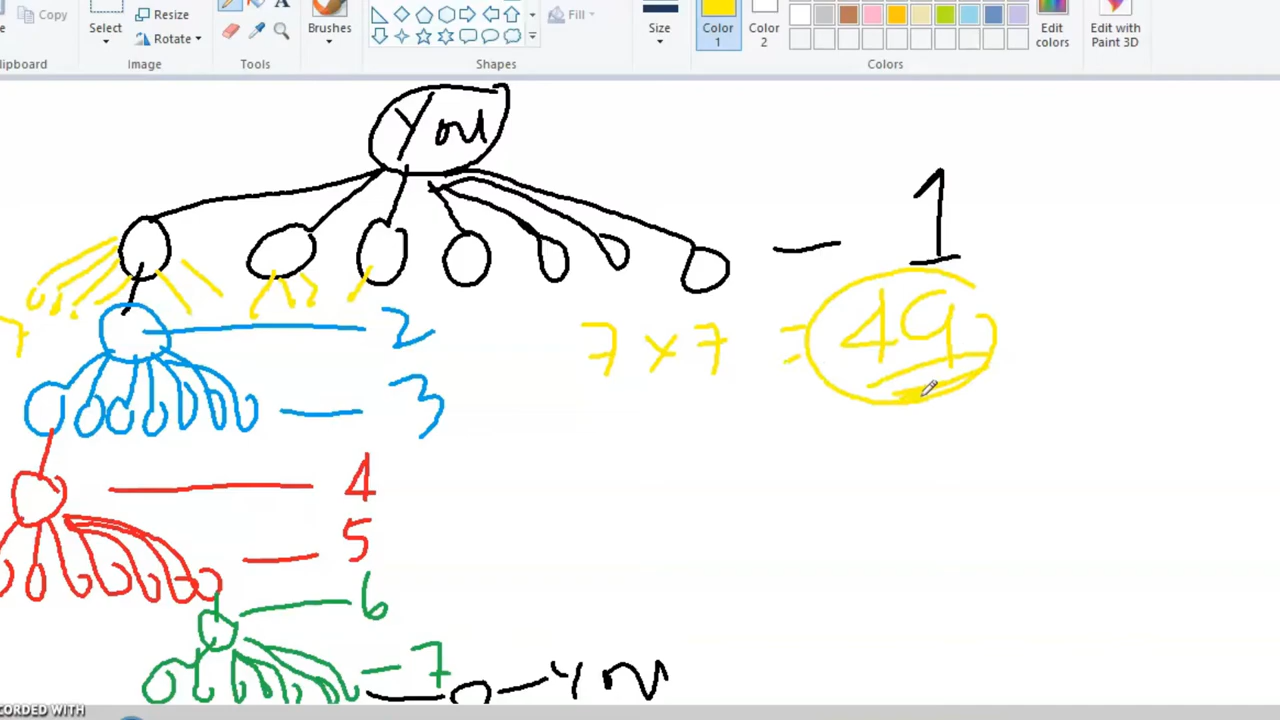 Copy
Resize
Rotate
Select
Brushes
Fill
Size
Color
1
Color
2
Edit
colors
Edit with
Paint 3D
lipboard
Image
Tools
Shapes
Colors
You
1
7
7 x 7 = 49
2
3
4
5
6
7
You
CORDED WITH